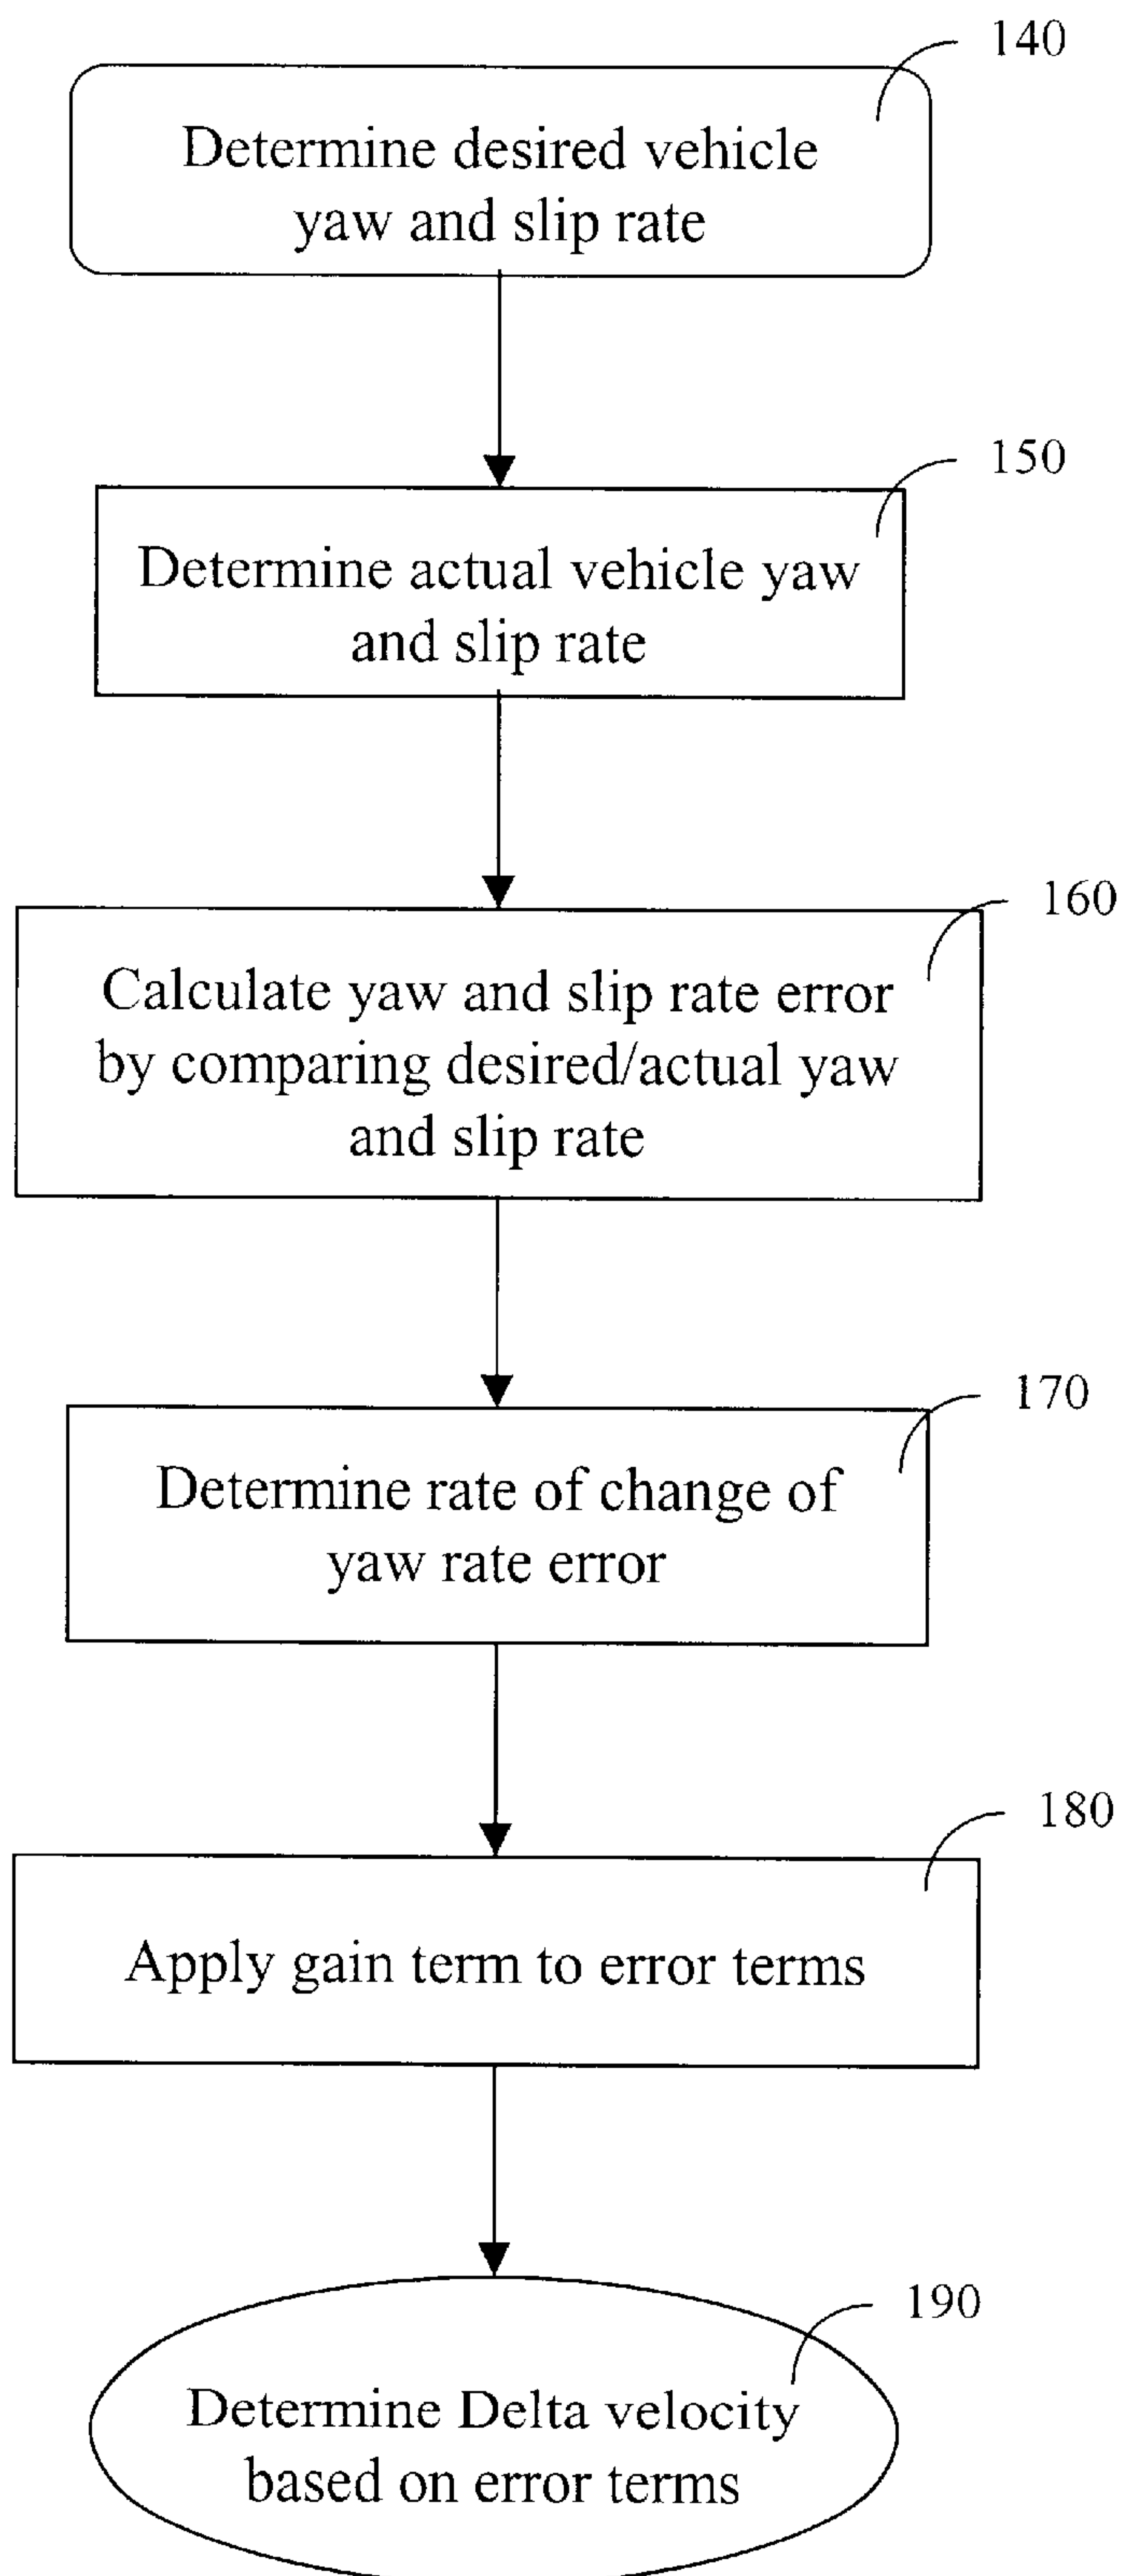 140
Determine desired vehicle
yaw and slip rate
150
Determine actual vehicle yaw
and slip rate
160
Calculate yaw and slip rate error
by comparing desired/actual yaw
and slip rate
170
Determine rate of change of
yaw rate error
180
Apply gain term to error terms
190
Determine Delta velocity
based on error terms